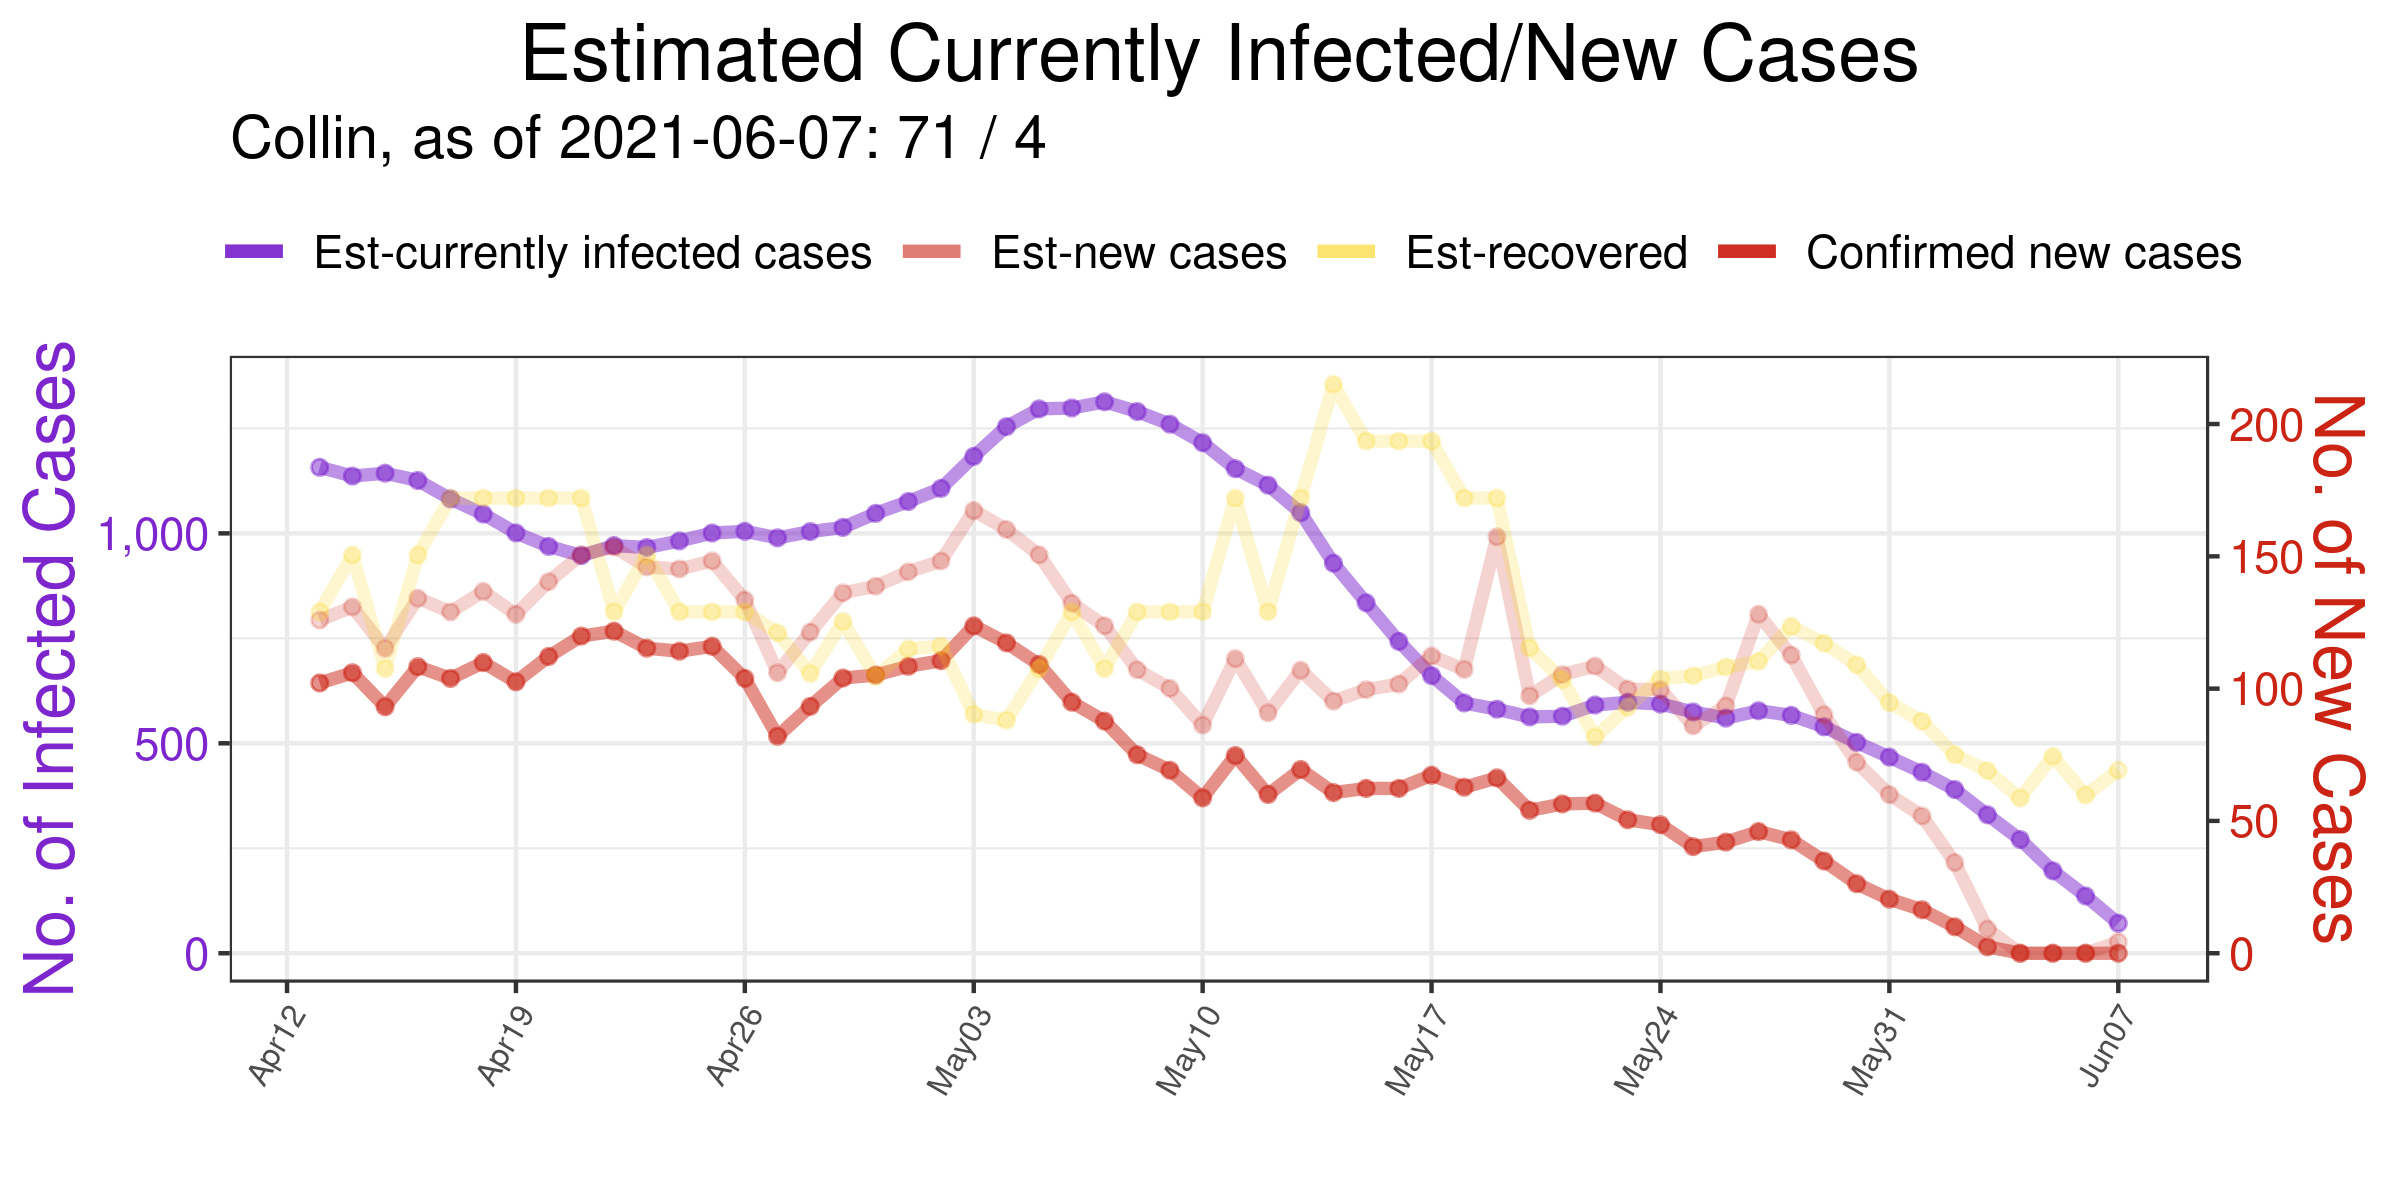 Estimated Currently Infected/New Cases
Collin, as of 2021-06-07: 71 / 4
Est-currently infected cases Est-new cases Est-recovered Confirmed new cases
No. of Infected Cases
1,000
500
0
200
150
100
50
0
No. of New Cases
Apr12 Apr19 Apr26 May03 May10 May17 May24 May31 Jun07